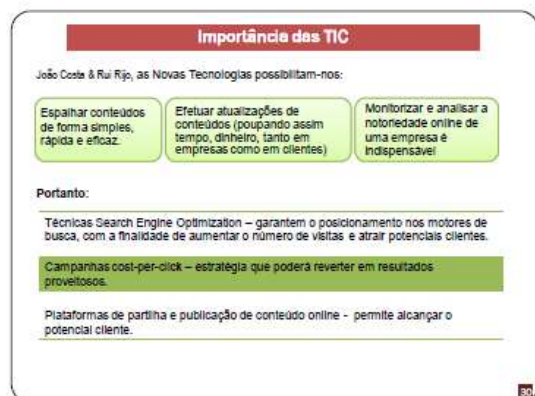 Importância das TIC
João Costa & Rui Rijo, as Novas Tecnologias possibilitam-nos:
Espalhar conteúdos
de forma simples,
rápida e eficaz.
Efetuar atualizações de
conteúdos (poupando assim
tempo, dinheiro, tanto em
empresas como em clientes)
Monitorizar e analisar a
notoriedade online de
uma empresa é
indispensável
Portanto:
Técnicas Search Engine Optimization – garantem o posicionamento nos motores de
busca, com a finalidade de aumentar o número de visitas e atrair potenciais clientes.
Campanhas cost-per-click – estratégia que poderá reverter em resultados
proveitosos.
Plataformas de partilha e publicação de conteúdo online - permite alcançar o
potencial cliente.
30